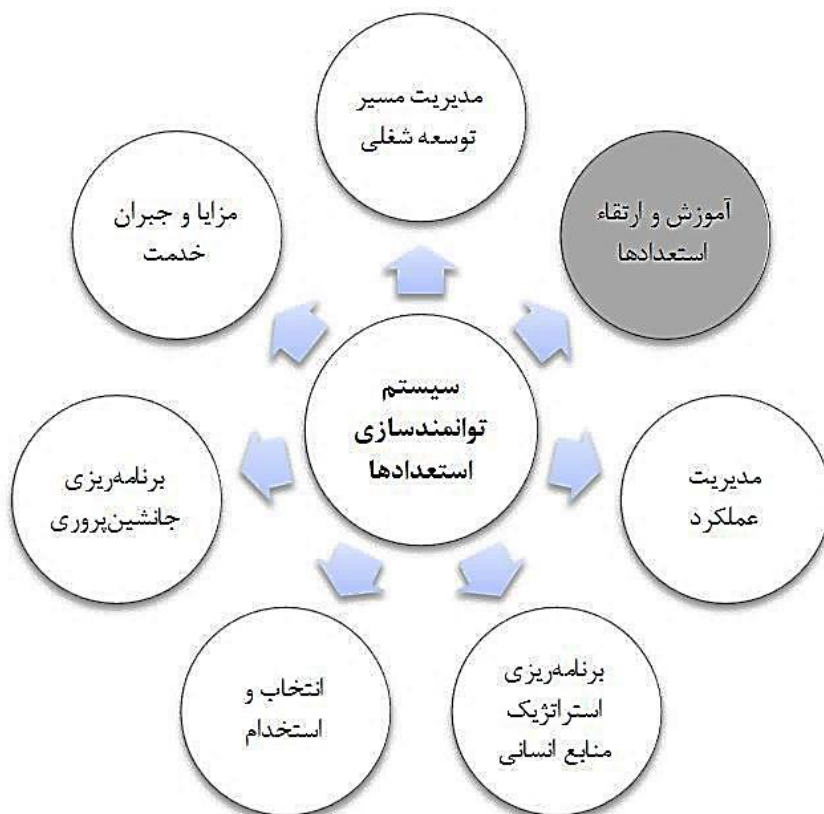 مدیریت مسیر
توسعه شغلی
آموزش و ارتقاء
استعدادها
مدیریت
عملکرد
برنامه‌ریزی
استراتژیک
منابع انسانی
انتخاب و
استخدام
برنامه‌ریزی
جانشین‌پروری
مزایا و جبران
خدمت
سیستم
توانمندسازی
استعدادها